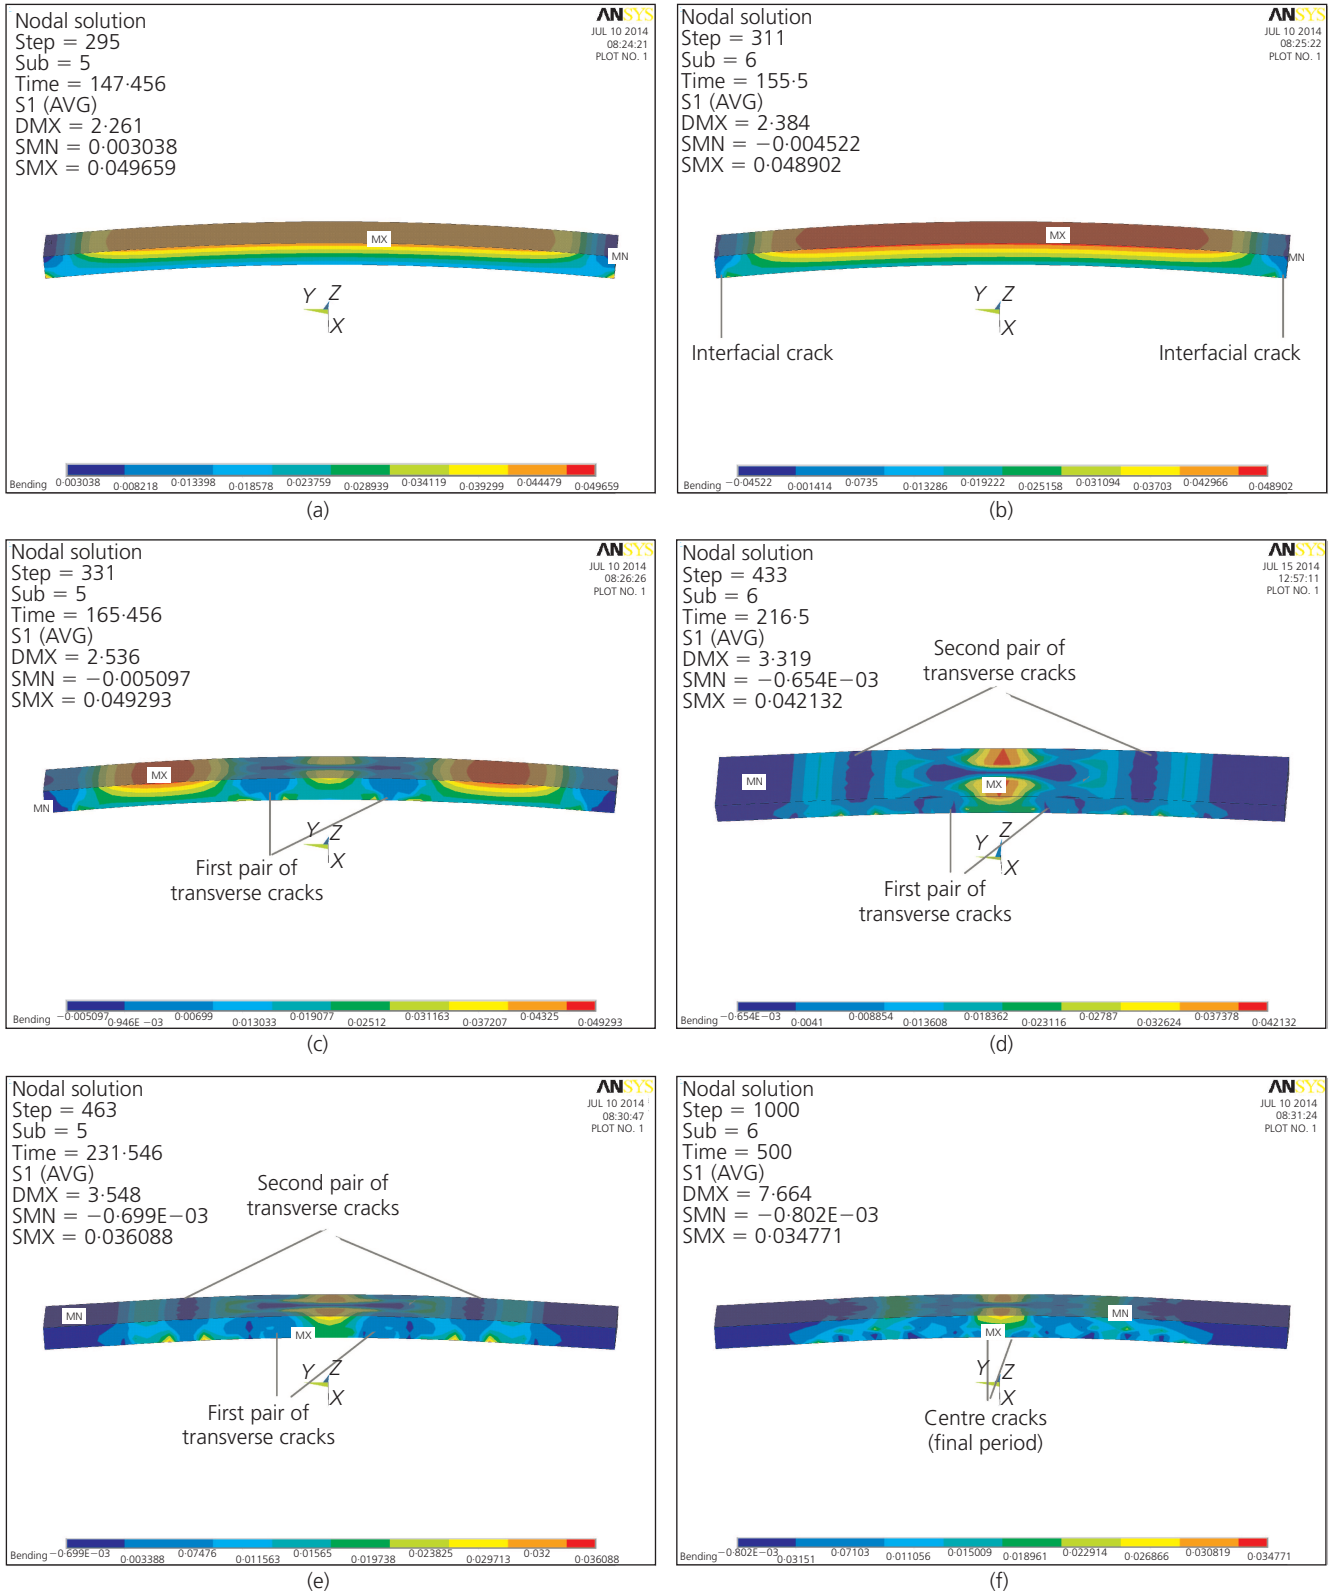 Nodal solution
Step = 295
Sub = 5
Time = 147·456
S1 (AVG)
DMX = 2·261
SMN = 0·003038
SMX = 0·049659
ANSYS
JUL 10 2014
08:24:21
PLOT NO. 1
MX
MN
Y Z
X
Bending 0·003038 0·008218 0·013398 0·018578 0·023759 0·028939 0·034119 0·039299 0·044479 0·049659
(a)
Nodal solution
Step = 311
Sub = 6
Time = 155·5
S1 (AVG)
DMX = 2·384
SMN = −0·004522
SMX = 0·048902
ANSYS
JUL 10 2014
08:25:22
PLOT NO. 1
MX
MN
Y Z
X
Interfacial crack Interfacial crack
Bending −0·04522 0·001414 0·0735 0·013286 0·019222 0·025158 0·031094 0·03703 0·042966 0·048902
(b)
Nodal solution
Step = 331
Sub = 5
Time = 165·456
S1 (AVG)
DMX = 2·536
SMN = −0·005097
SMX = 0·049293
ANSYS
JUL 10 2014
08:26:26
PLOT NO. 1
MX
MN
Y Z
X
First pair of
transverse cracks
Bending −0·005097 0·946E −03 0·00699 0·013033 0·019077 0·02512 0·031163 0·037207 0·04325 0·049293
(c)
Nodal solution
Step = 433
Sub = 6
Time = 216·5
S1 (AVG)
DMX = 3·319
SMN = −0·654E−03
SMX = 0·042132
ANSYS
JUL 15 2014
12:57:11
PLOT NO. 1
Second pair of
transverse cracks
MN
MX
Y Z
X
First pair of
transverse cracks
Bending −0·654E−03 0·0041 0·008854 0·013608 0·018362 0·023116 0·02787 0·032624 0·037378 0·042132
(d)
Nodal solution
Step = 463
Sub = 5
Time = 231·546
S1 (AVG)
DMX = 3·548
SMN = −0·699E−03
SMX = 0·036088
ANSYS
JUL 10 2014
08:30:47
PLOT NO. 1
Second pair of
transverse cracks
MN
MX
Y Z
X
First pair of
transverse cracks
Bending −0·699E−03 0·003388 0·07476 0·011563 0·01565 0·019738 0·023825 0·029713 0·032 0·036088
(e)
Nodal solution
Step = 1000
Sub = 6
Time = 500
S1 (AVG)
DMX = 7·664
SMN = −0·802E−03
SMX = 0·034771
ANSYS
JUL 10 2014
08:31:24
PLOT NO. 1
MN
MX
Y Z
X
Centre cracks
(final period)
Bending −0·802E−03 0·03151 0·07103 0·011056 0·015009 0·018961 0·022914 0·026866 0·030819 0·034771
(f)